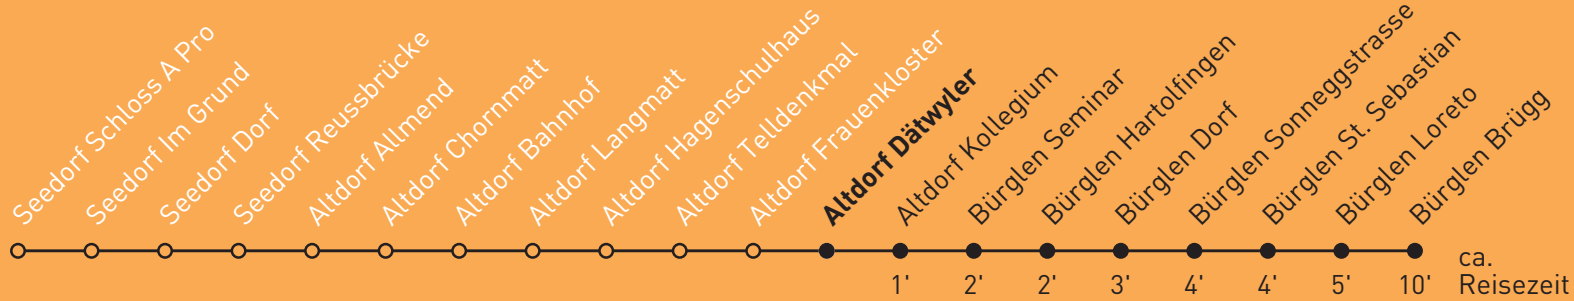 Seedorf Schloss A Pro
Seedorf Im Grund
Seedorf Dorf
Seedorf Reussbrücke
Altdorf Allmend
Altdorf Chornmatt
Altdorf Bahnhof
Altdorf Langmatt
Altdorf Hagenschulhaus
Altdorf Telldenkmal
Altdorf Frauenkloster
Altdorf Dätwyler
Altdorf Kollegium
Bürglen Seminar
Bürglen Hartolfingen
Bürglen Dorf
Bürglen Sonneggstrasse
Bürglen St. Sebastian
Bürglen Loreto
Bürglen Brügg
1' 2' 2' 3' 4' 4' 5' 10'
ca.
Reisezeit